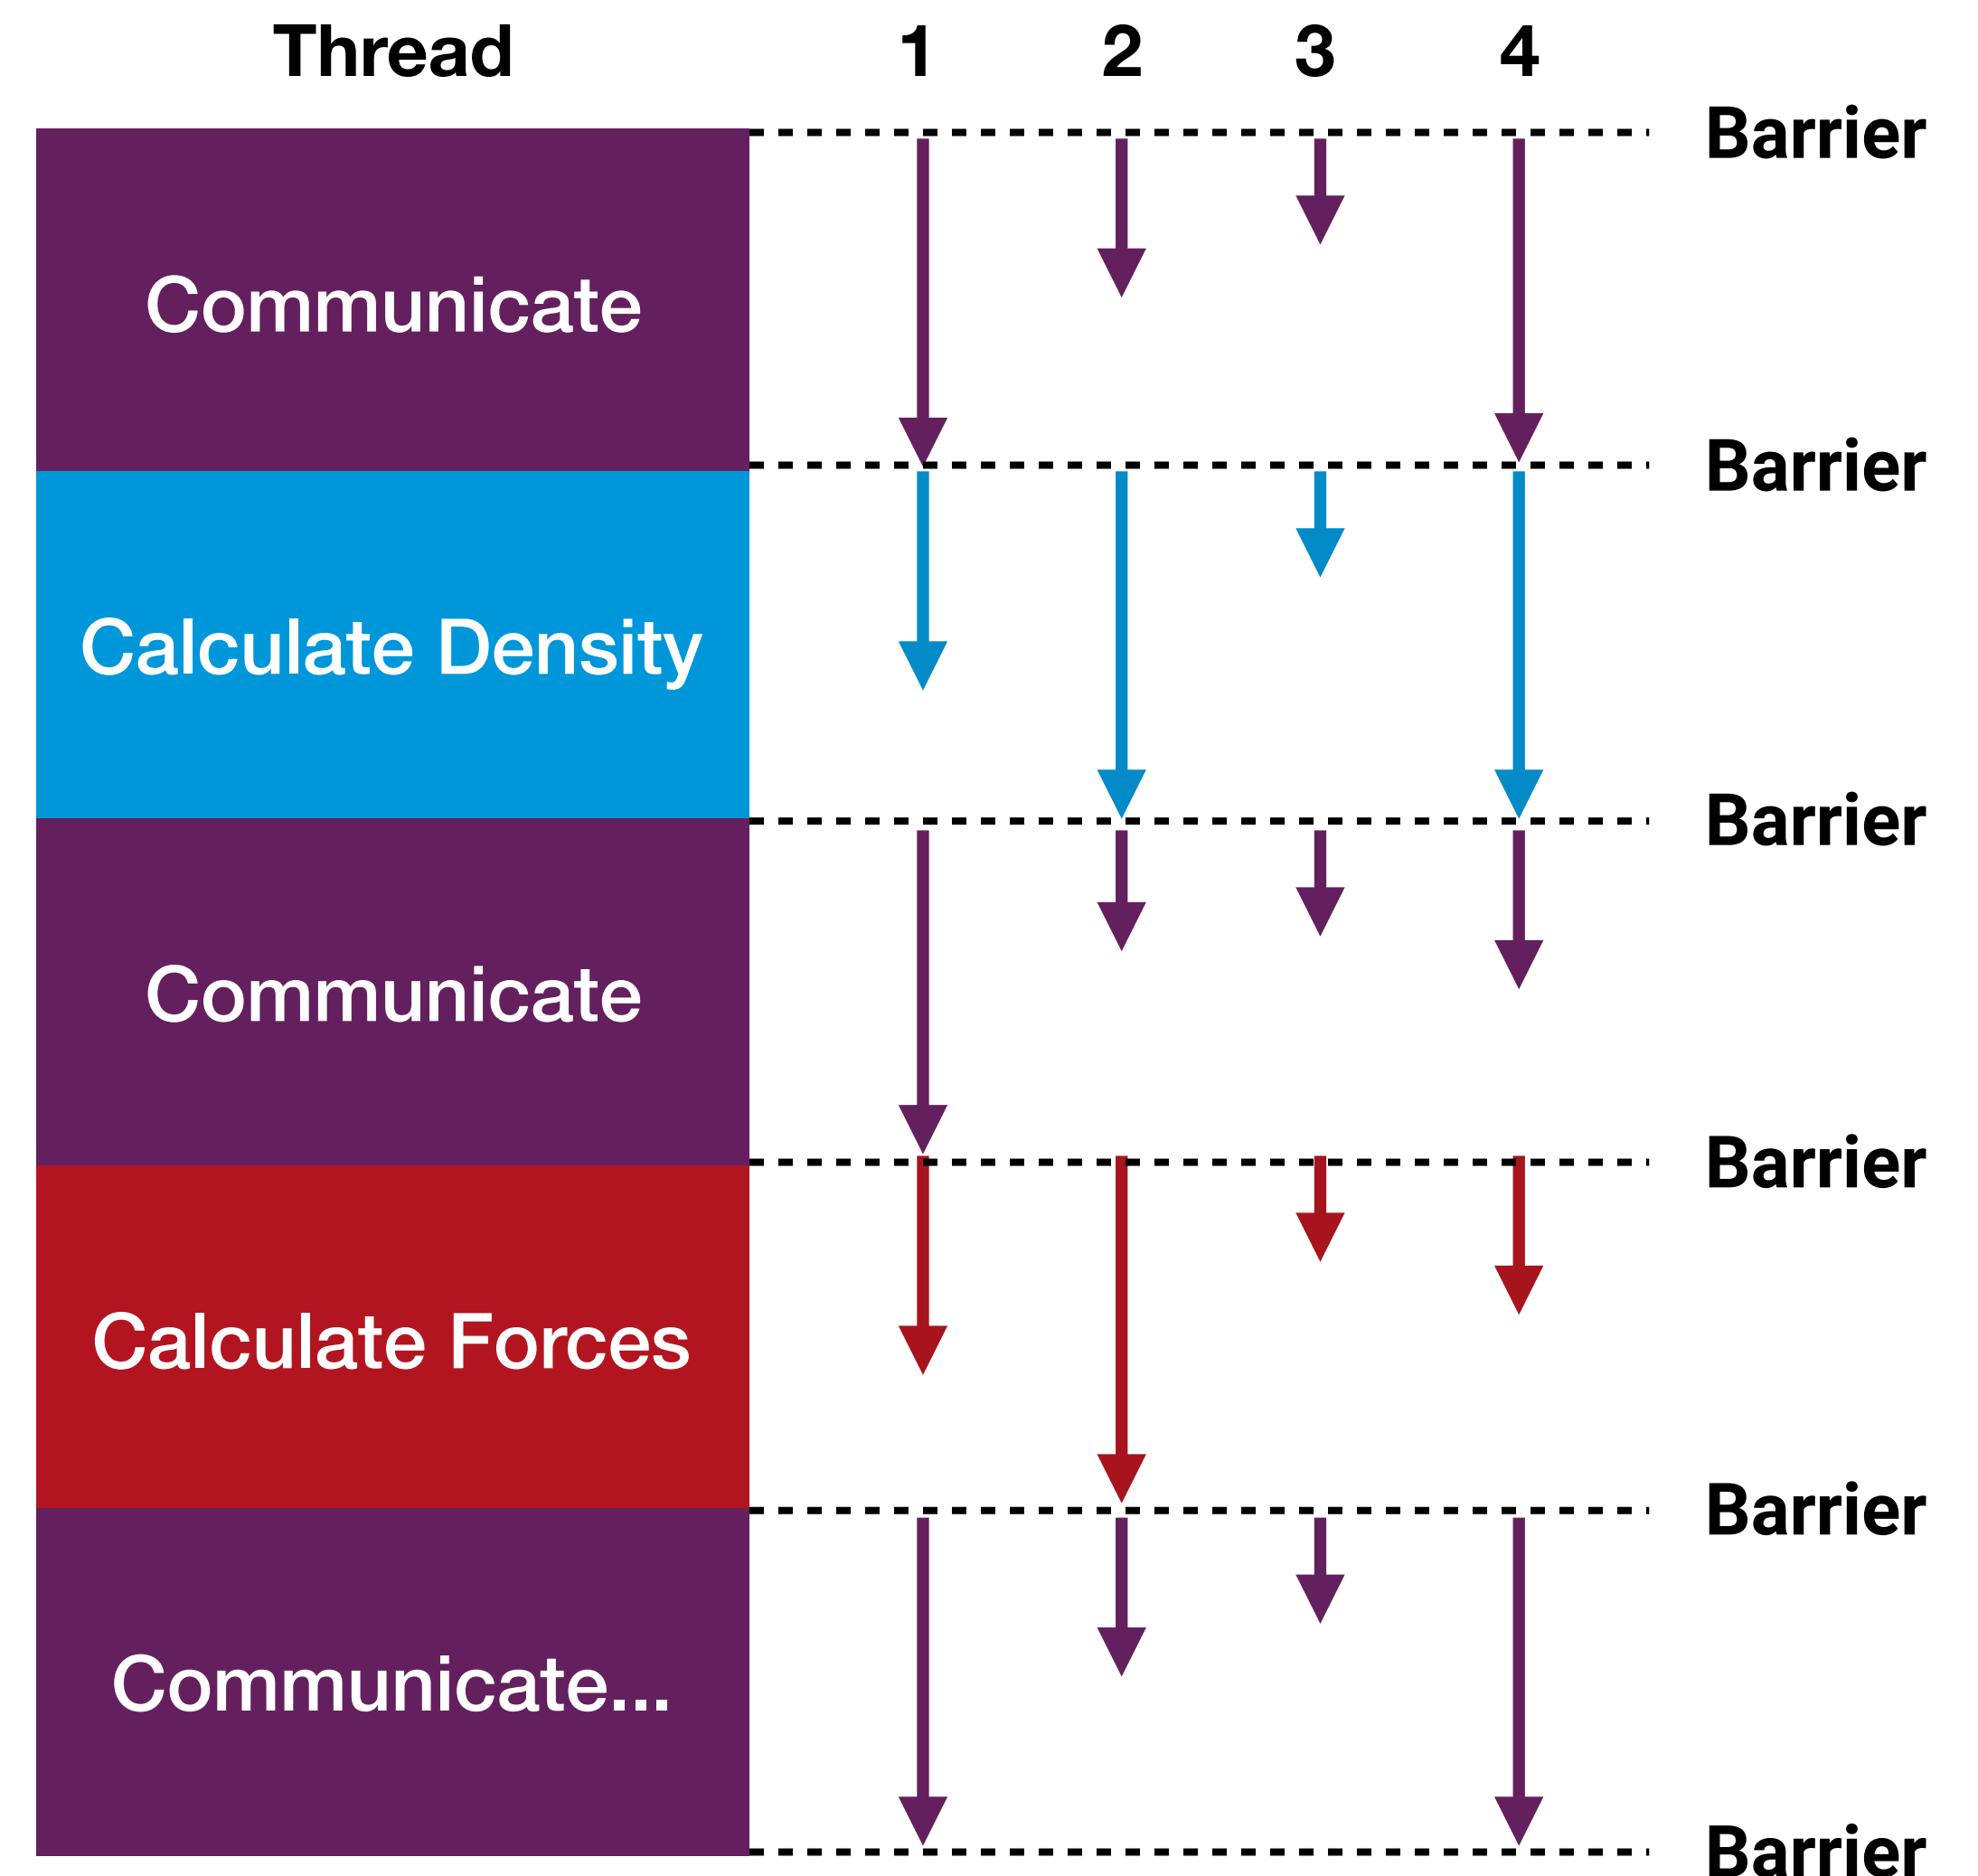 Thread 1 2 3 4
Barrier
Communicate
Barrier
Calculate Density
Barrier
Communicate
Barrier
Calculate Forces
Barrier
Communicate...
Barrier